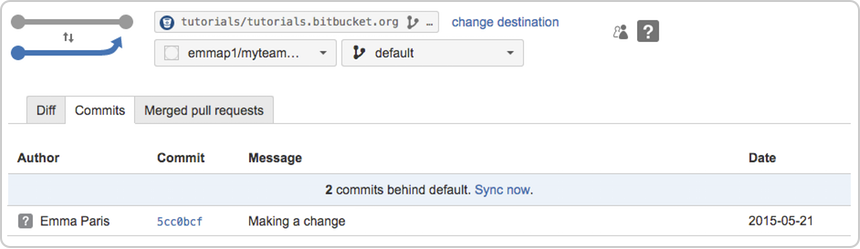 tutorials/tutorials.bitbucket.org … change destination
emmap1/myteam… default
?
Diff Commits Merged pull requests
Author Commit Message Date
2 commits behind default. Sync now.
? Emma Paris 5cc0bcf Making a change 2015-05-21